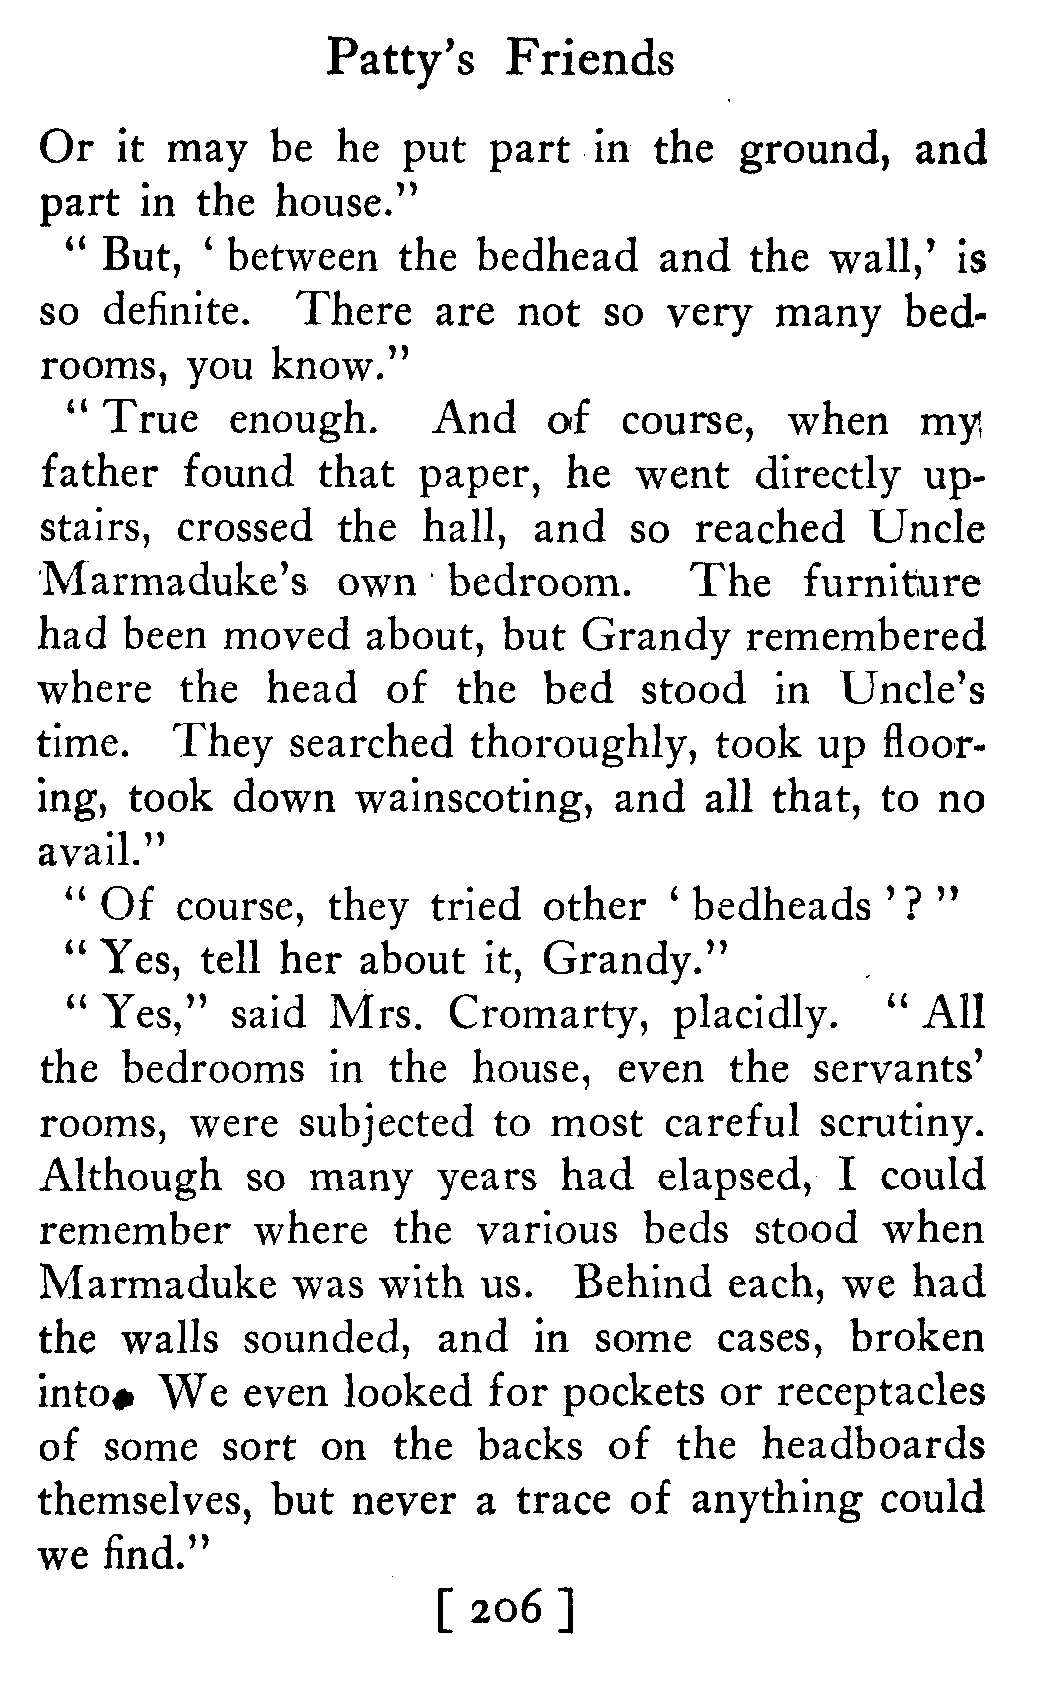 Patty's Friends
Or it may be he put part in the ground, and
part in the house."
" But, ' between the bedhead and the wall,' is
so definite. There are not so very many bed-
rooms, you know."
" True enough. And of course, when my
father found that paper, he went directly up-
stairs, crossed the hall, and so reached Uncle
Marmaduke's own bedroom. The furniture
had been moved about, but Grandy remembered
where the head of the bed stood in Uncle's
time. They searched thoroughly, took up floor-
ing, took down wainscoting, and all that, to no
avail."
" Of course, they tried other ' bedheads '? "
" Yes, tell her about it, Grandy."
" Yes," said Mrs. Cromarty, placidly. " All
the bedrooms in the house, even the servants'
rooms, were subjected to most careful scrutiny.
Although so many years had elapsed, I could
remember where the various beds stood when
Marmaduke was with us. Behind each, we had
the walls sounded, and in some cases, broken
into. We even looked for pockets or receptacles
of some sort on the backs of the headboards
themselves, but never a trace of anything could
we find."
[ 206 ]